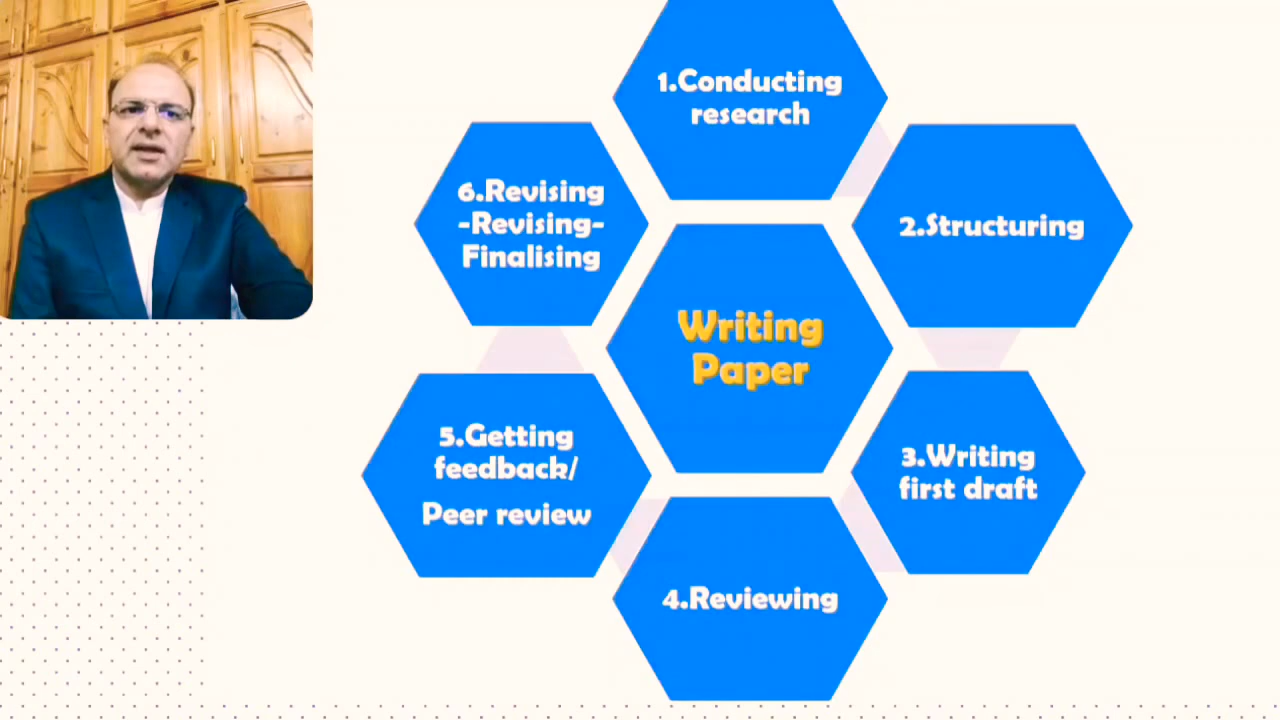 1.Conducting
research
2.Structuring
3.Writing
first draft
4.Reviewing
5.Getting
feedback/
Peer review
6.Revising
-Revising-
Finalising
Writing
Paper